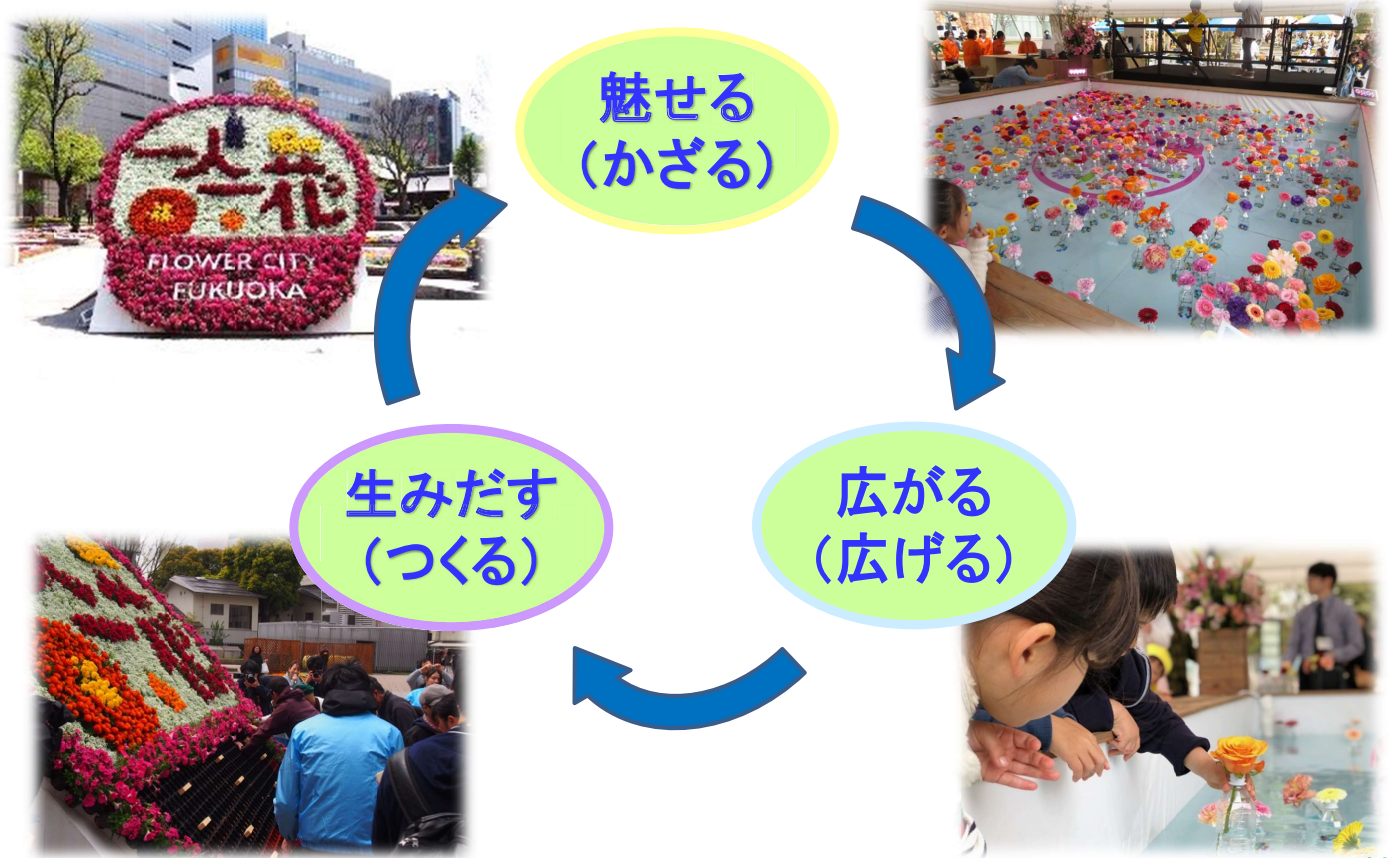 魅せる
(かざる)
一人一花
FLOWER CITY
FUKUOKA
生みだす
(つくる)
広がる
(広げる)